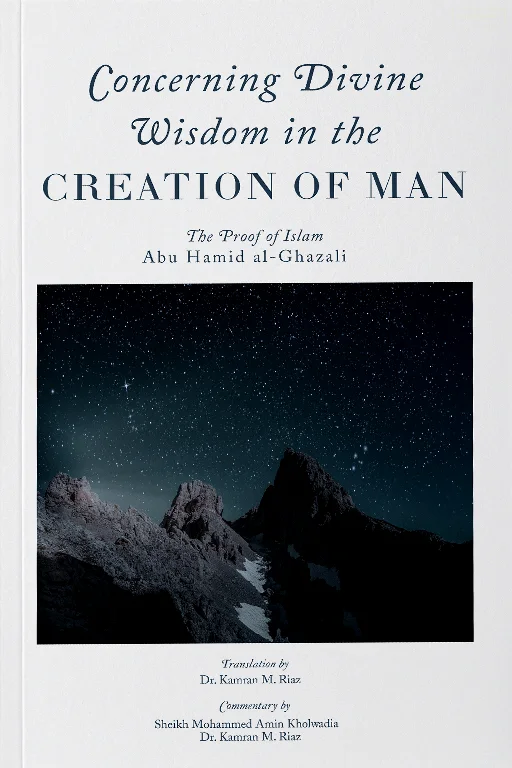 Concerning Divine
Wisdom in the
CREATION OF MAN
The Proof of Islam
Abu Hamid al-Ghazali
Translation by
Dr. Kamran M. Riaz
Commentary by
Sheikh Mohammed Amin Kholwadia
Dr. Kamran M. Riaz